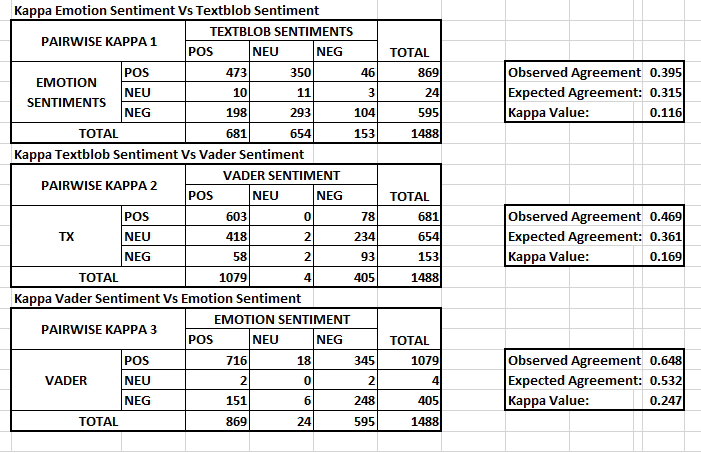 Kappa Emotion Sentiment Vs Textblob Sentiment
PAIRWISE KAPPA 1 TEXTBLOB SENTIMENTS
POS NEU NEG TOTAL
EMOTION SENTIMENTS POS 473 350 46 869 Observed Agreement 0.395
NEU 10 11 3 24 Expected Agreement: 0.315
NEG 198 293 104 595 Kappa Value: 0.116
TOTAL 681 654 153 1488
Kappa Textblob Sentiment Vs Vader Sentiment
PAIRWISE KAPPA 2 VADER SENTIMENT
POS NEU NEG TOTAL
TX POS 603 0 78 681 Observed Agreement 0.469
NEU 418 2 234 654 Expected Agreement: 0.361
NEG 58 2 93 153 Kappa Value: 0.169
TOTAL 1079 4 405 1488
Kappa Vader Sentiment Vs Emotion Sentiment
PAIRWISE KAPPA 3 EMOTION SENTIMENT
POS NEU NEG TOTAL
VADER POS 716 18 345 1079 Observed Agreement 0.648
NEU 2 0 2 4 Expected Agreement: 0.532
NEG 151 6 248 405 Kappa Value: 0.247
TOTAL 869 24 595 1488